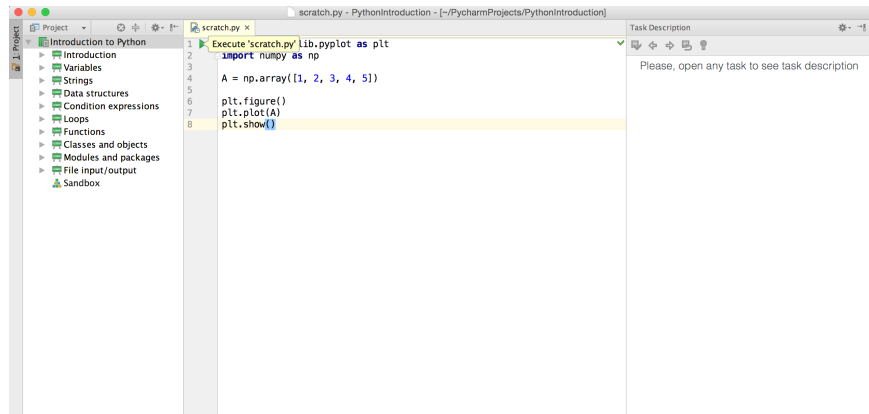 scratch.py - PythonIntroduction - [~/PycharmProjects/PythonIntroduction]
1: Project
Project
Introduction to Python
Introduction
Variables
Strings
Data structures
Condition expressions
Loops
Functions
Classes and objects
Modules and packages
File input/output
Sandbox
scratch.py ×
Execute 'scratch.py'
1 lib.pyplot as plt
2 import numpy as np
3
4 A = np.array([1, 2, 3, 4, 5])
5
6 plt.figure()
7 plt.plot(A)
8 plt.show()
Task Description
Please, open any task to see task description